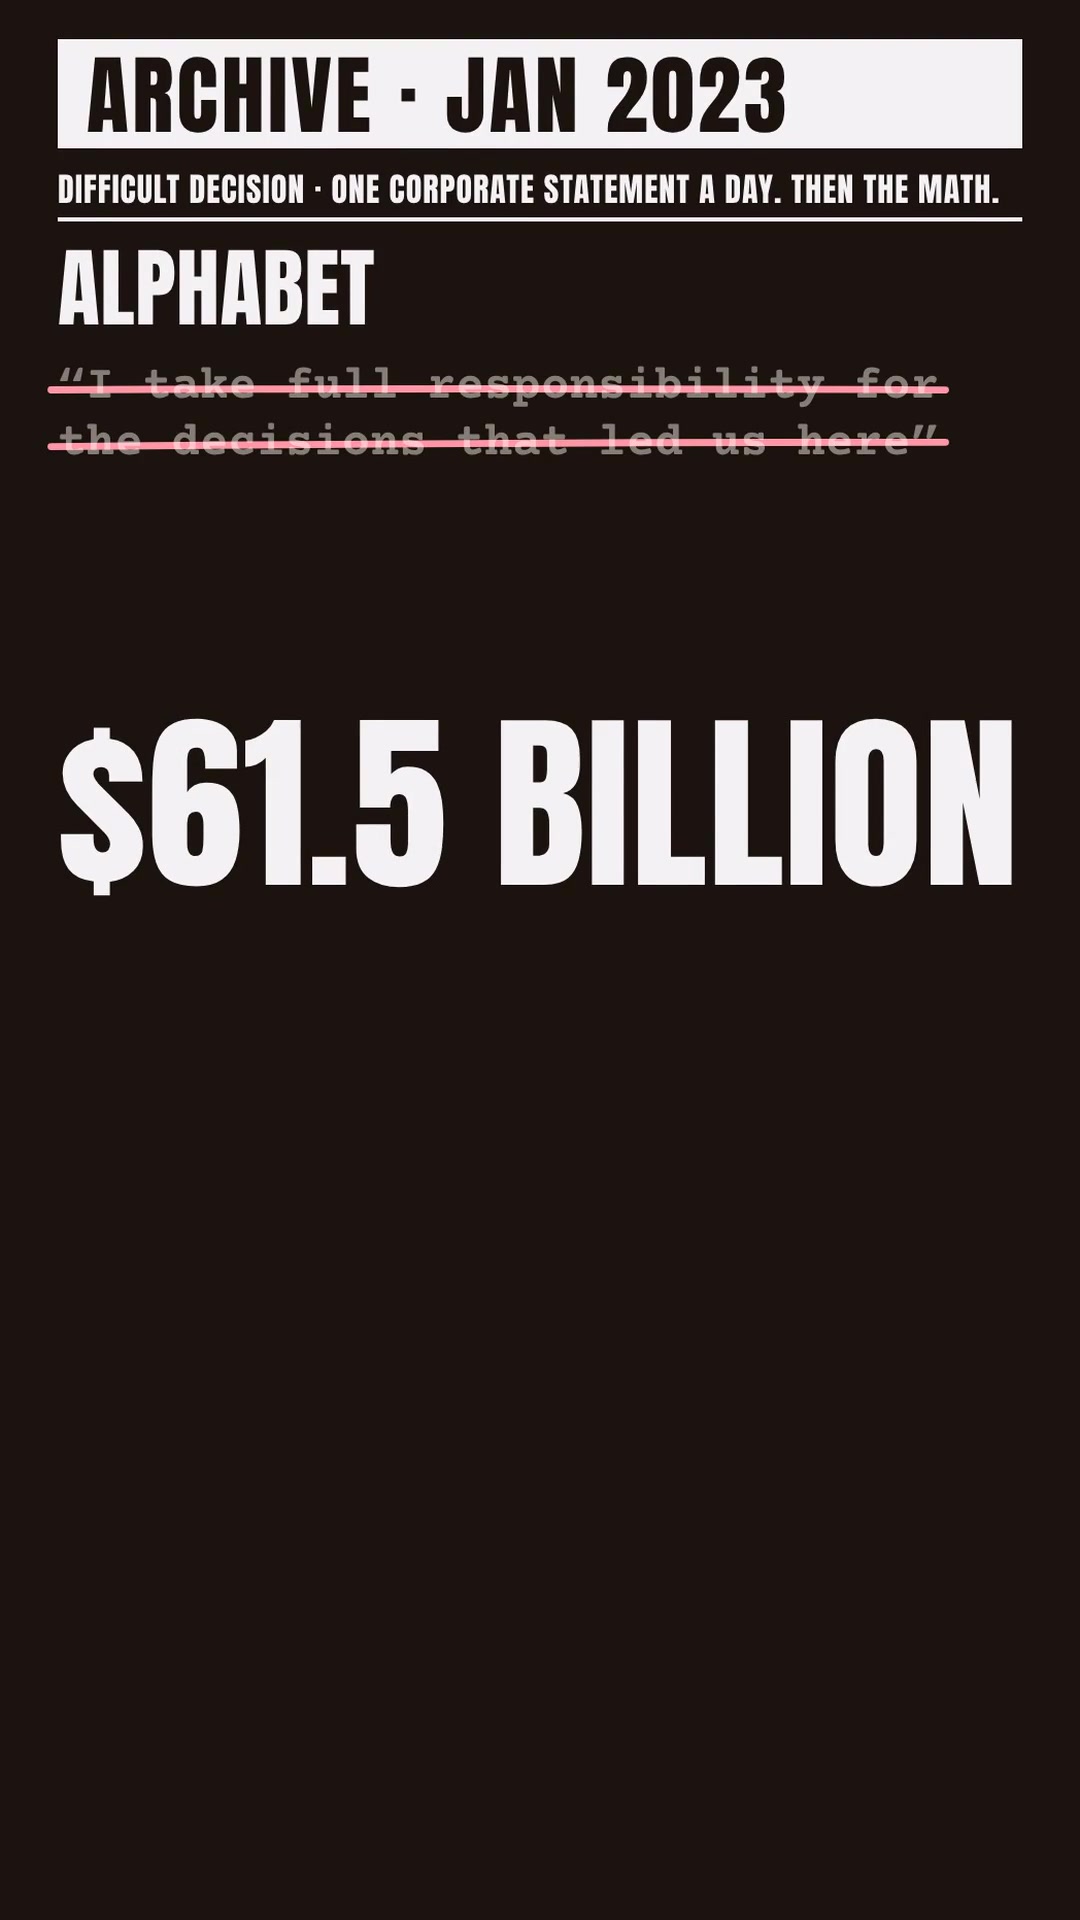 ARCHIVE · JAN 2023
DIFFICULT DECISION · ONE CORPORATE STATEMENT A DAY. THEN THE MATH.
ALPHABET
“I take full responsibility for
the decisions that led us here”
$61.5 BILLION